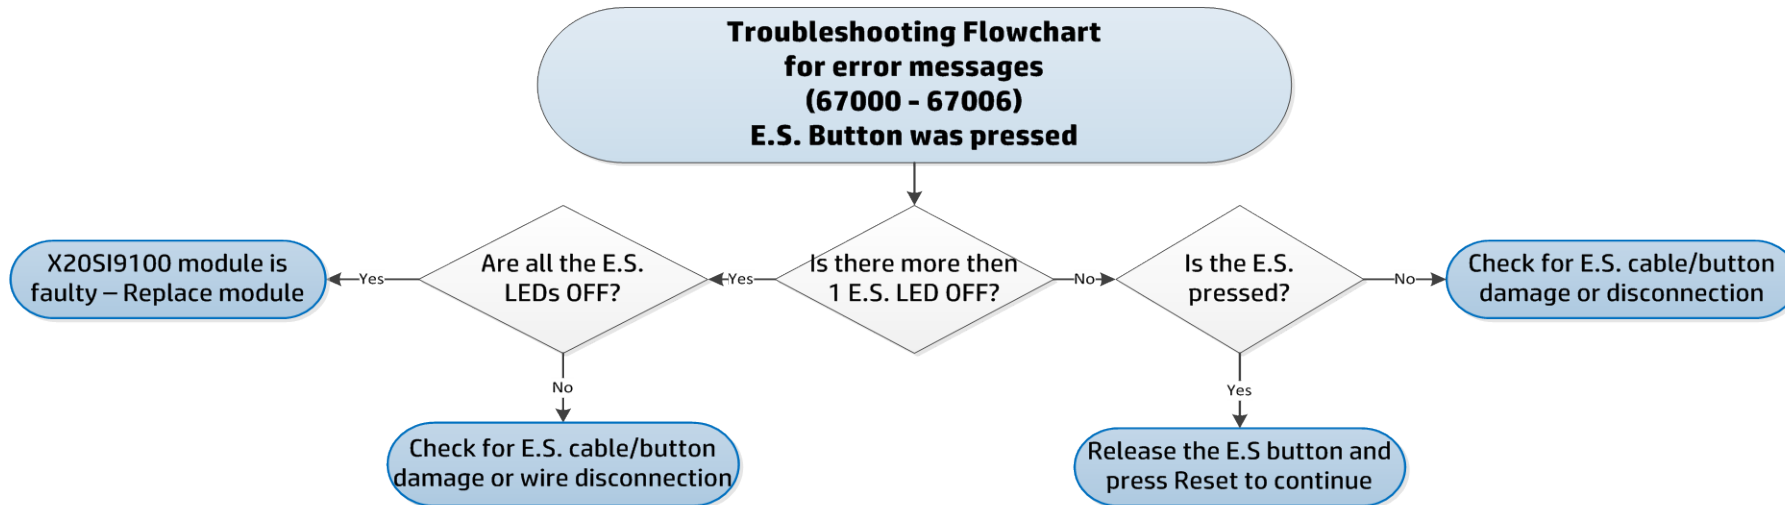 Troubleshooting Flowchart
for error messages
(67000 - 67006)
E.S. Button was pressed
X20SI9100 module is
faulty – Replace module
Yes
Are all the E.S.
LEDs OFF?
Yes
Is there more then
1 E.S. LED OFF?
No
Is the E.S.
pressed?
No
Check for E.S. cable/button
damage or disconnection
No
Yes
Check for E.S. cable/button
damage or wire disconnection
Release the E.S button and
press Reset to continue